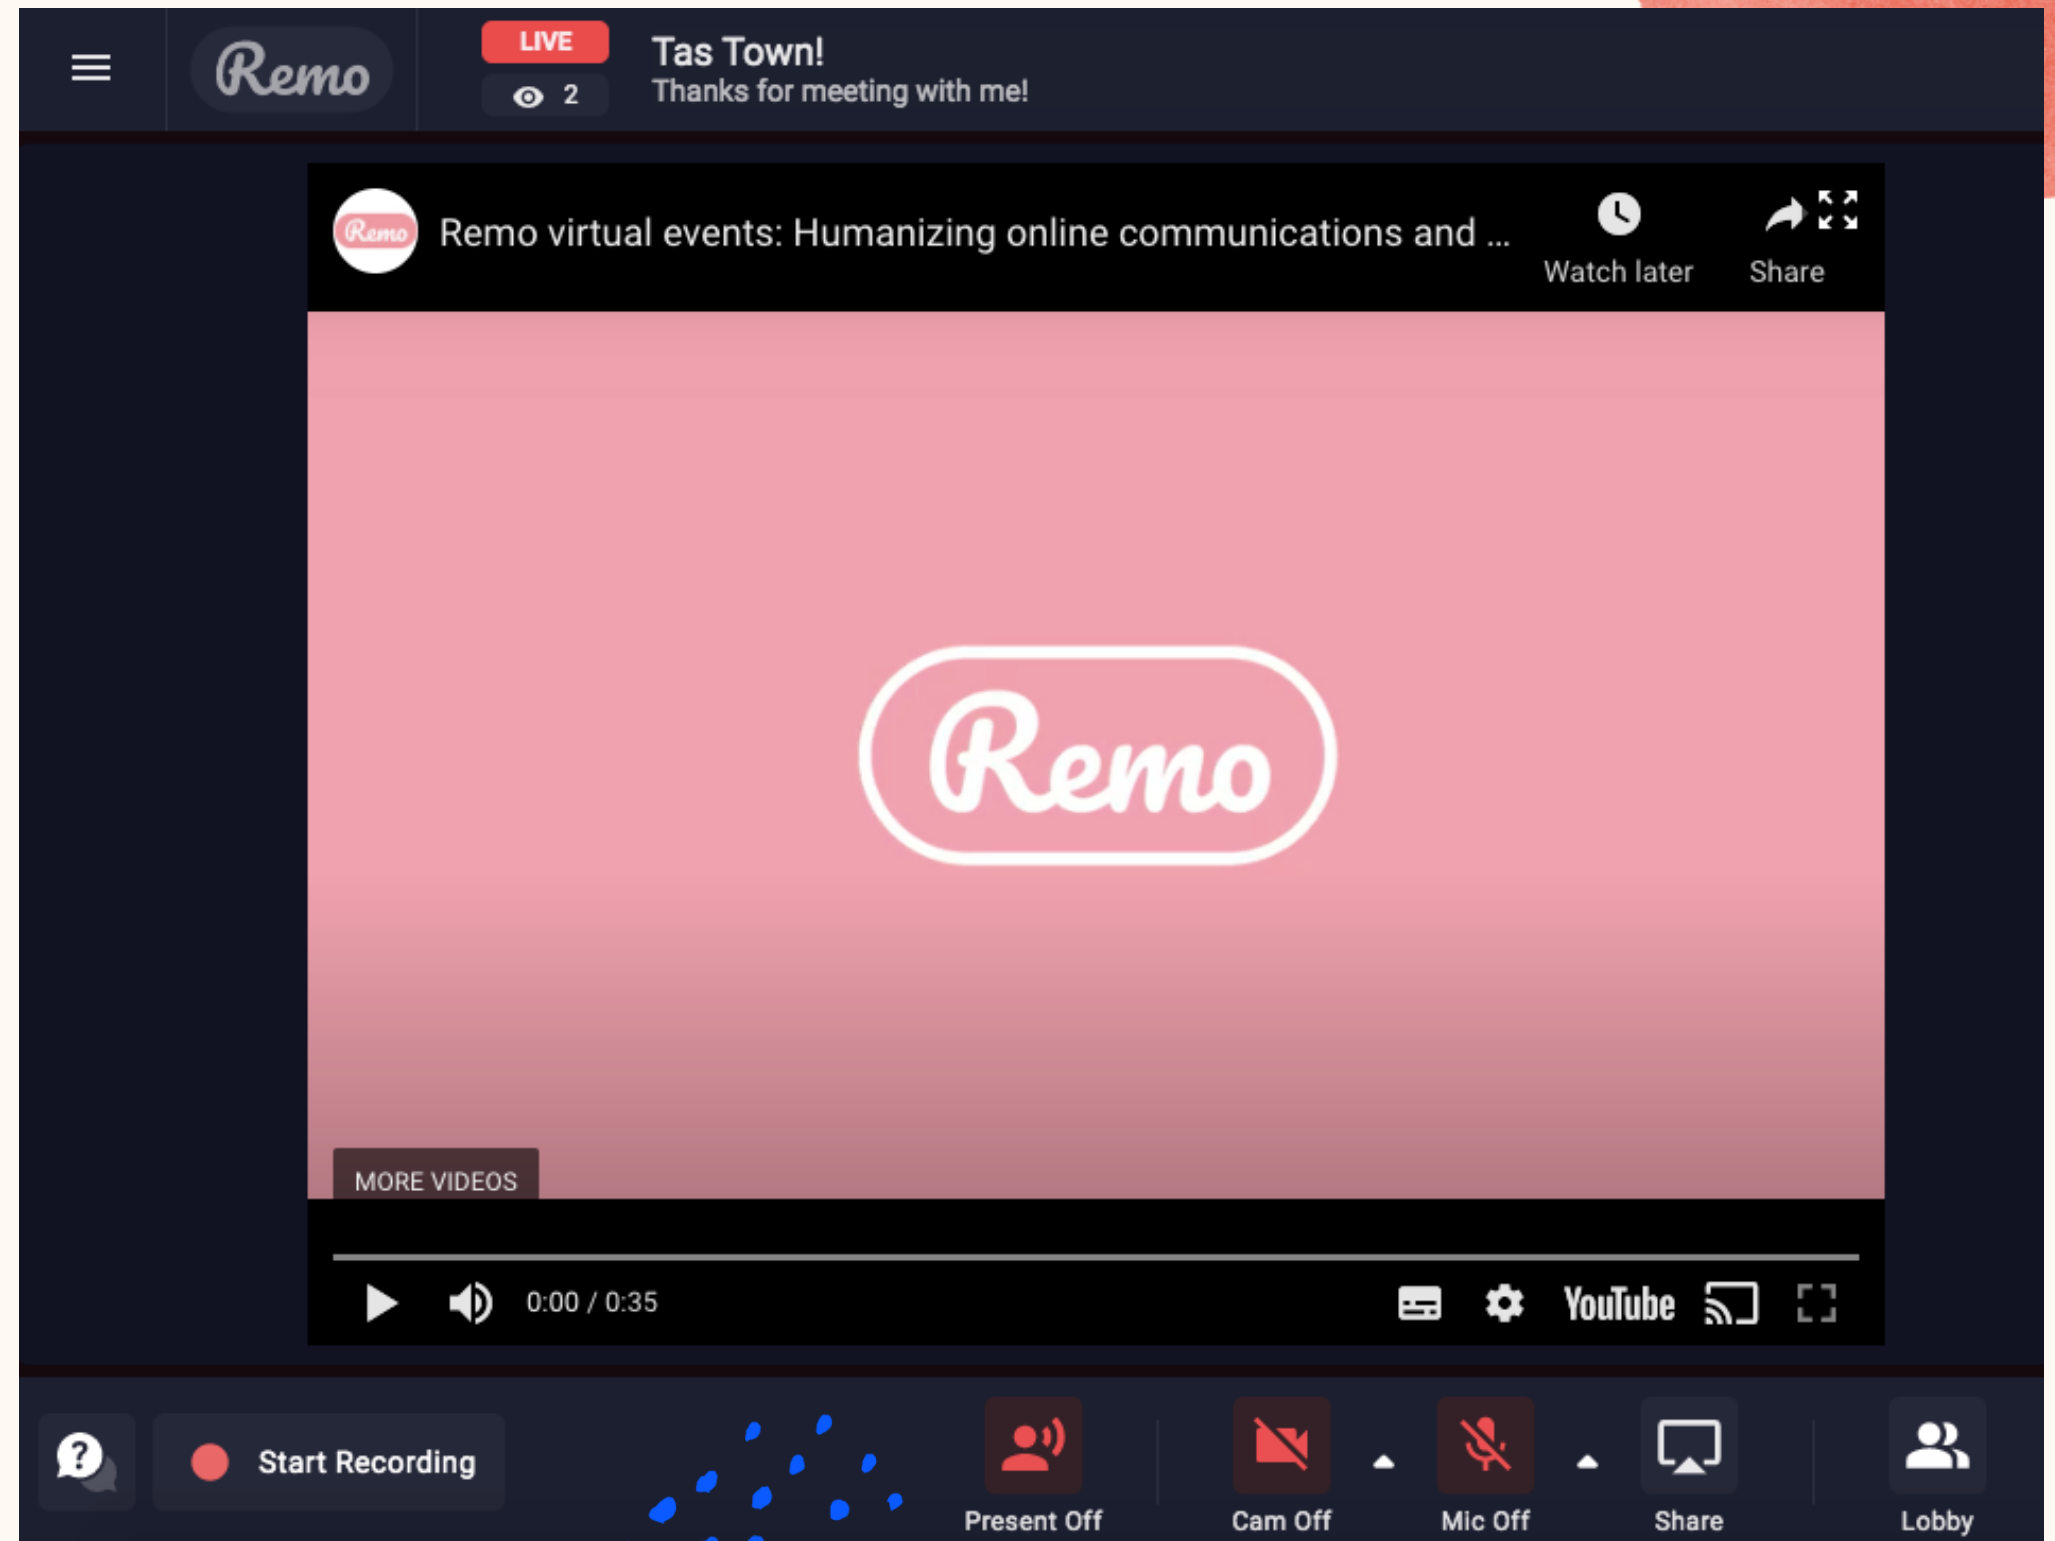 Remo
LIVE
2
Tas Town!
Thanks for meeting with me!
Remo
Remo virtual events: Humanizing online communications and ...
Watch later
Share
Remo
MORE VIDEOS
0:00 / 0:35
YouTube
?
Start Recording
Present Off
Cam Off
Mic Off
Share
Lobby